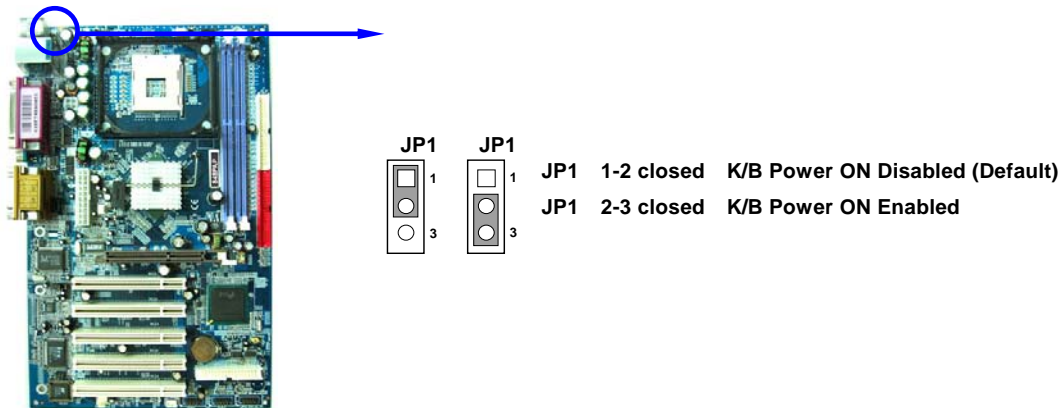 JP1 JP1
1 1 JP1 1-2 closed K/B Power ON Disabled (Default)
JP1 2-3 closed K/B Power ON Enabled
3 3